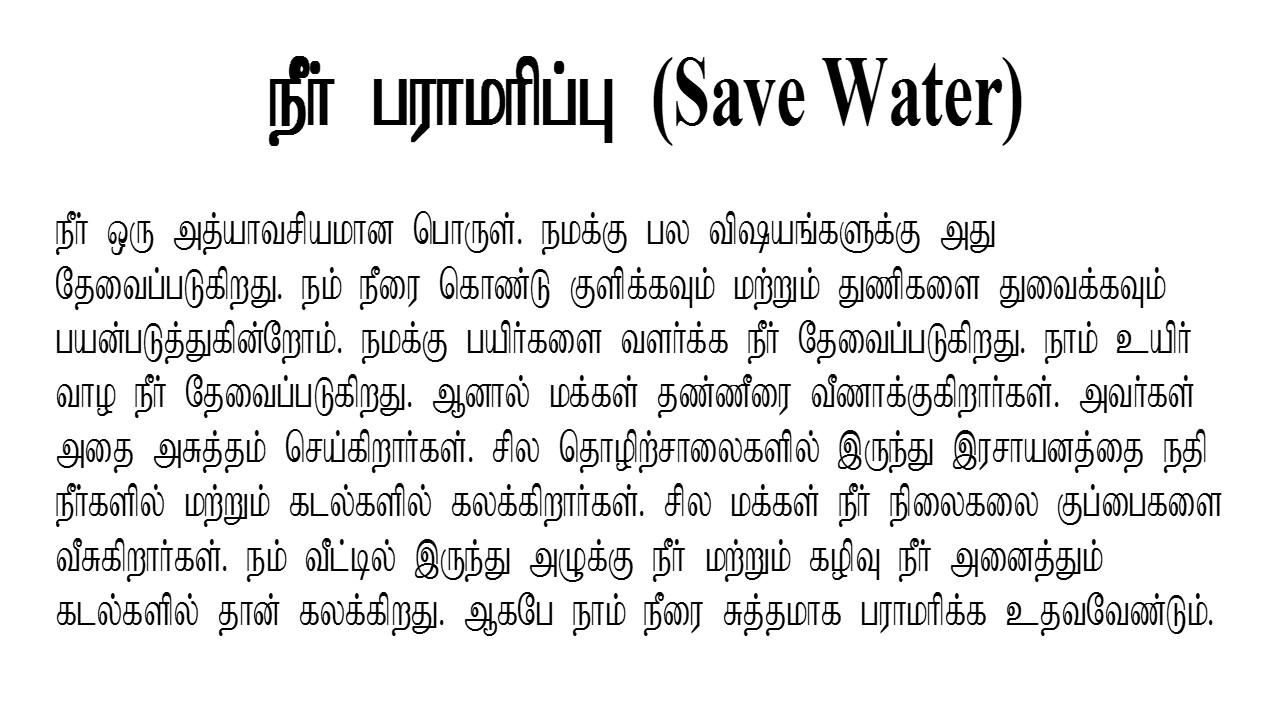 நீர் பராமரிப்பு (Save Water)
நீர் ஒரு அத்யாவசியமான பொருள். நமக்கு பல விஷயங்களுக்கு அது
தேவைப்படுகிறது. நம் நீரை கொண்டு குளிக்கவும் மற்றும் துணிகளை துவைக்கவும்
பயன்படுத்துகின்றோம். நமக்கு பயிர்களை வளர்க்க நீர் தேவைப்படுகிறது. நாம் உயிர்
வாழ நீர் தேவைப்படுகிறது. ஆனால் மக்கள் தண்ணீரை வீணாக்குகிறார்கள். அவர்கள்
அதை அசுத்தம் செய்கிறார்கள். சில தொழிற்சாலைகளில் இருந்து இரசாயனத்தை நதி
நீர்களில் மற்றும் கடல்களில் கலக்கிறார்கள். சில மக்கள் நீர் நிலைகலை குப்பைகளை
வீசுகிறார்கள். நம் வீட்டில் இருந்து அழுக்கு நீர் மற்றும் கழிவு நீர் அனைத்தும்
கடல்களில் தான் கலக்கிறது. ஆகபே நாம் நீரை சுத்தமாக பராமரிக்க உதவவேண்டும்.